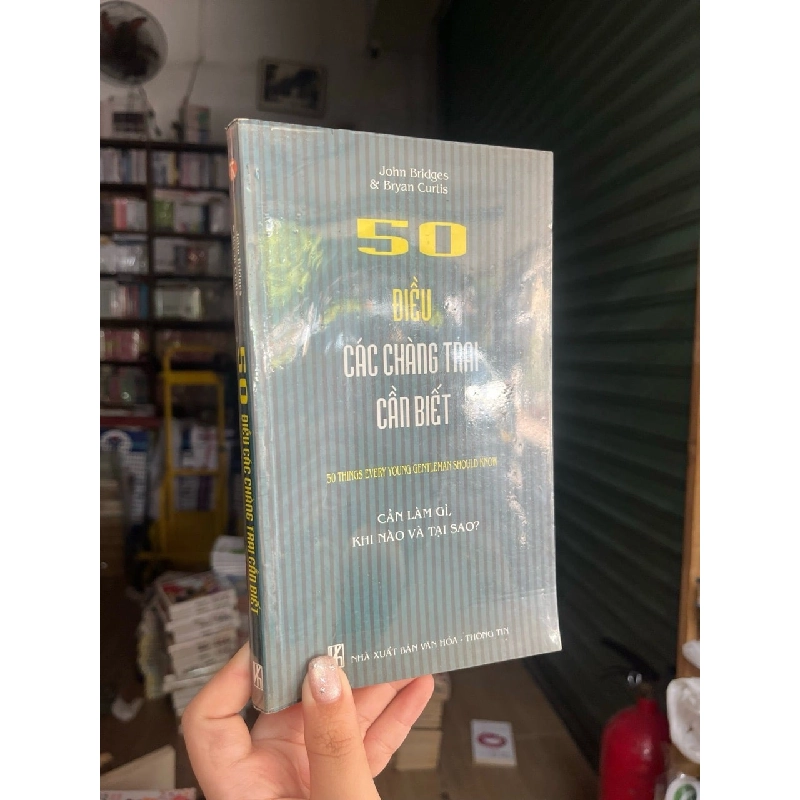 John Bridges
& Bryan Curtis
50
ĐIỀU
CÁC CHÀNG TRAI
CẦN BIẾT
50 THINGS EVERY YOUNG GENTLEMAN SHOULD KNOW
CẦN LÀM GÌ,
KHI NÀO VÀ TẠI SAO?
NHÀ XUẤT BẢN VĂN HÓA - THÔNG TIN
50 ĐIỀU CÁC CHÀNG TRAI CẦN BIẾT